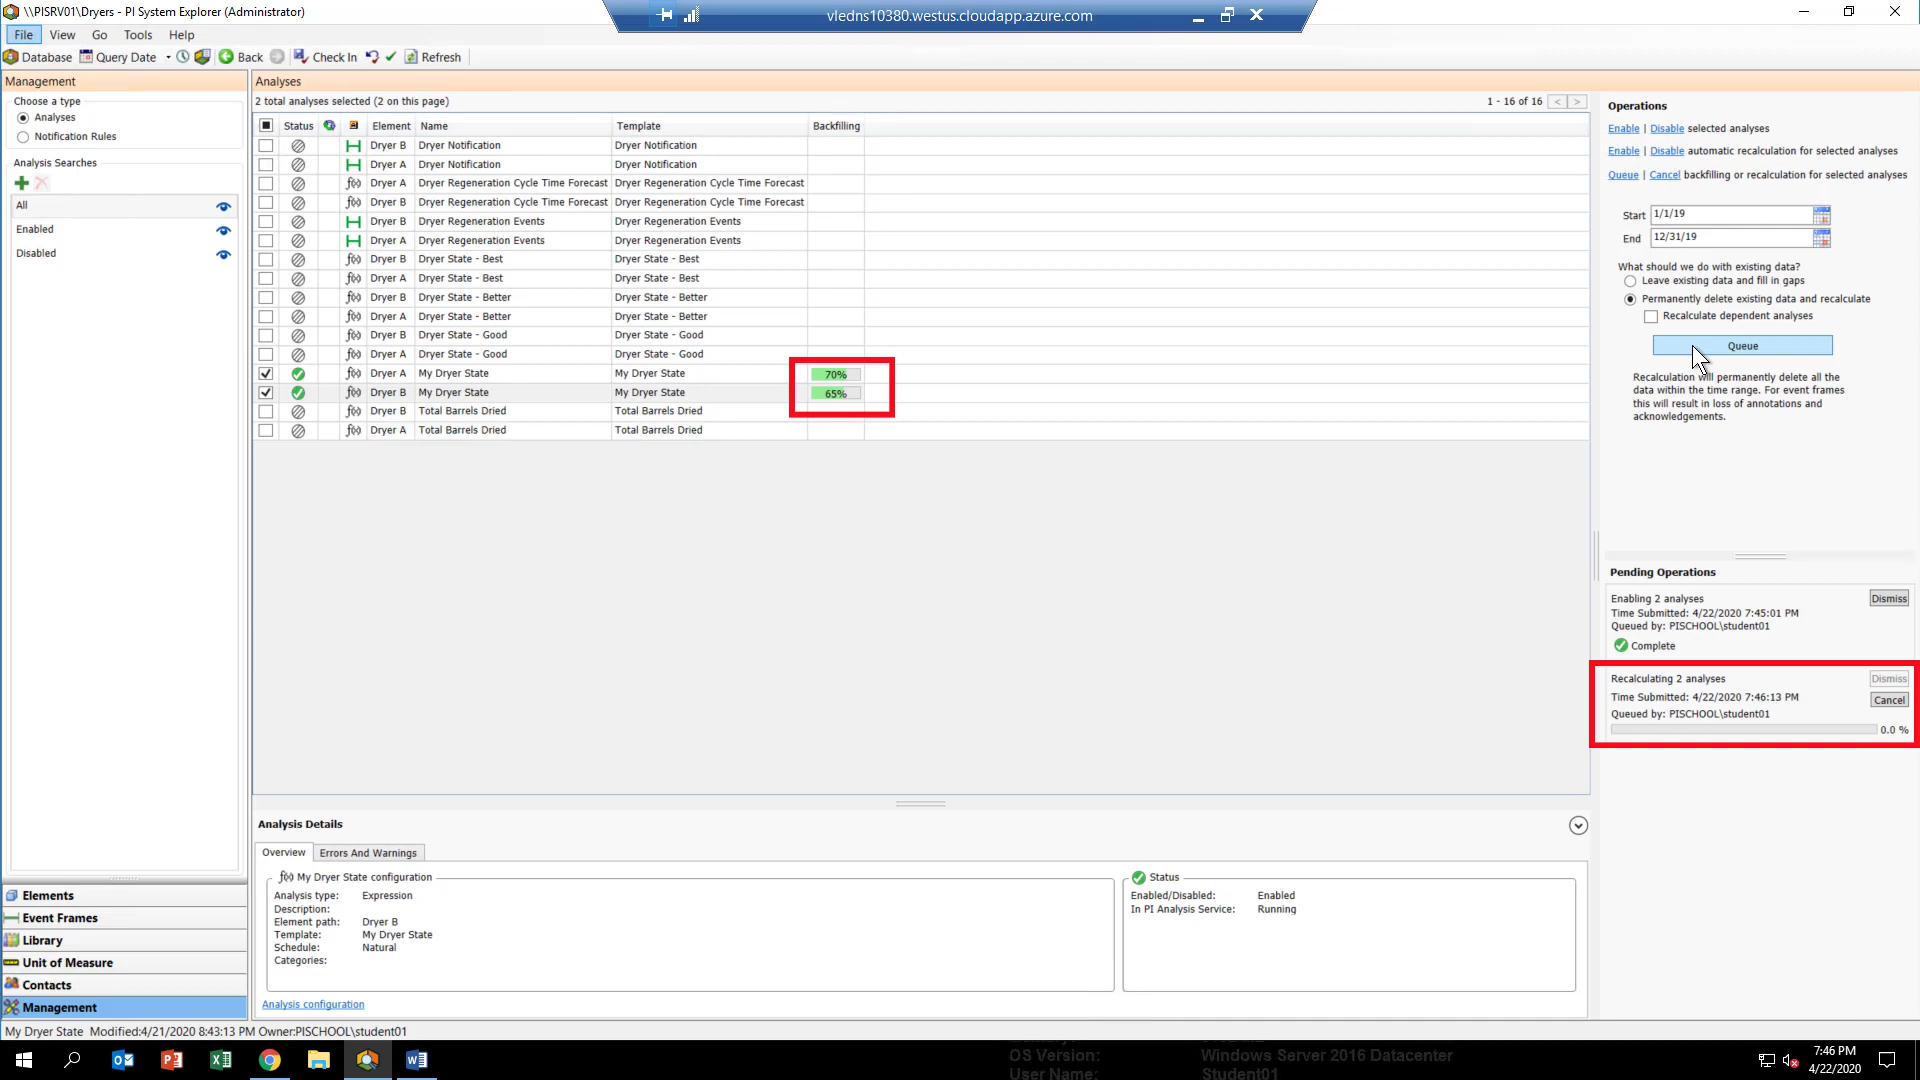 \\PISRV01\Dryers - PI System Explorer (Administrator)
vledns10380.westus.cloudapp.azure.com
File View Go Tools Help
Database Query Date Back Check In Refresh
Management
Choose a type
Analyses
Notification Rules
Analysis Searches
All
Enabled
Disabled
Elements
Event Frames
Library
Unit of Measure
Contacts
Management
Analyses
2 total analyses selected (2 on this page) 1 - 16 of 16 < >
Status Element Name Template Backfilling
Dryer B Dryer Notification Dryer Notification
Dryer A Dryer Notification Dryer Notification
f(x) Dryer A Dryer Regeneration Cycle Time Forecast Dryer Regeneration Cycle Time Forecast
f(x) Dryer B Dryer Regeneration Cycle Time Forecast Dryer Regeneration Cycle Time Forecast
Dryer B Dryer Regeneration Events Dryer Regeneration Events
Dryer A Dryer Regeneration Events Dryer Regeneration Events
f(x) Dryer B Dryer State - Best Dryer State - Best
f(x) Dryer A Dryer State - Best Dryer State - Best
f(x) Dryer B Dryer State - Better Dryer State - Better
f(x) Dryer A Dryer State - Better Dryer State - Better
f(x) Dryer B Dryer State - Good Dryer State - Good
f(x) Dryer A Dryer State - Good Dryer State - Good
f(x) Dryer A My Dryer State My Dryer State 70%
f(x) Dryer B My Dryer State My Dryer State 65%
f(x) Dryer B Total Barrels Dried Total Barrels Dried
f(x) Dryer A Total Barrels Dried Total Barrels Dried
Analysis Details
Overview Errors And Warnings
f(x) My Dryer State configuration
Analysis type: Expression
Description:
Element path: Dryer B
Template: My Dryer State
Schedule: Natural
Categories:
Status
Enabled/Disabled: Enabled
In PI Analysis Service: Running
Analysis configuration
Operations
Enable | Disable selected analyses
Enable | Disable automatic recalculation for selected analyses
Queue | Cancel backfilling or recalculation for selected analyses
Start 1/1/19
End 12/31/19
What should we do with existing data?
Leave existing data and fill in gaps
Permanently delete existing data and recalculate
Recalculate dependent analyses
Queue
Recalculation will permanently delete all the
data within the time range. For event frames
this will result in loss of annotations and
acknowledgements.
Pending Operations
Enabling 2 analyses Dismiss
Time Submitted: 4/22/2020 7:45:01 PM
Queued by: PISCHOOL\student01
Complete
Recalculating 2 analyses Dismiss
Time Submitted: 4/22/2020 7:46:13 PM Cancel
Queued by: PISCHOOL\student01
0.0 %
My Dryer State Modified:4/21/2020 8:43:13 PM Owner:PISCHOOL\student01
OS Version: Windows Server 2016 Datacenter
User Name: Student01
7:46 PM
4/22/2020